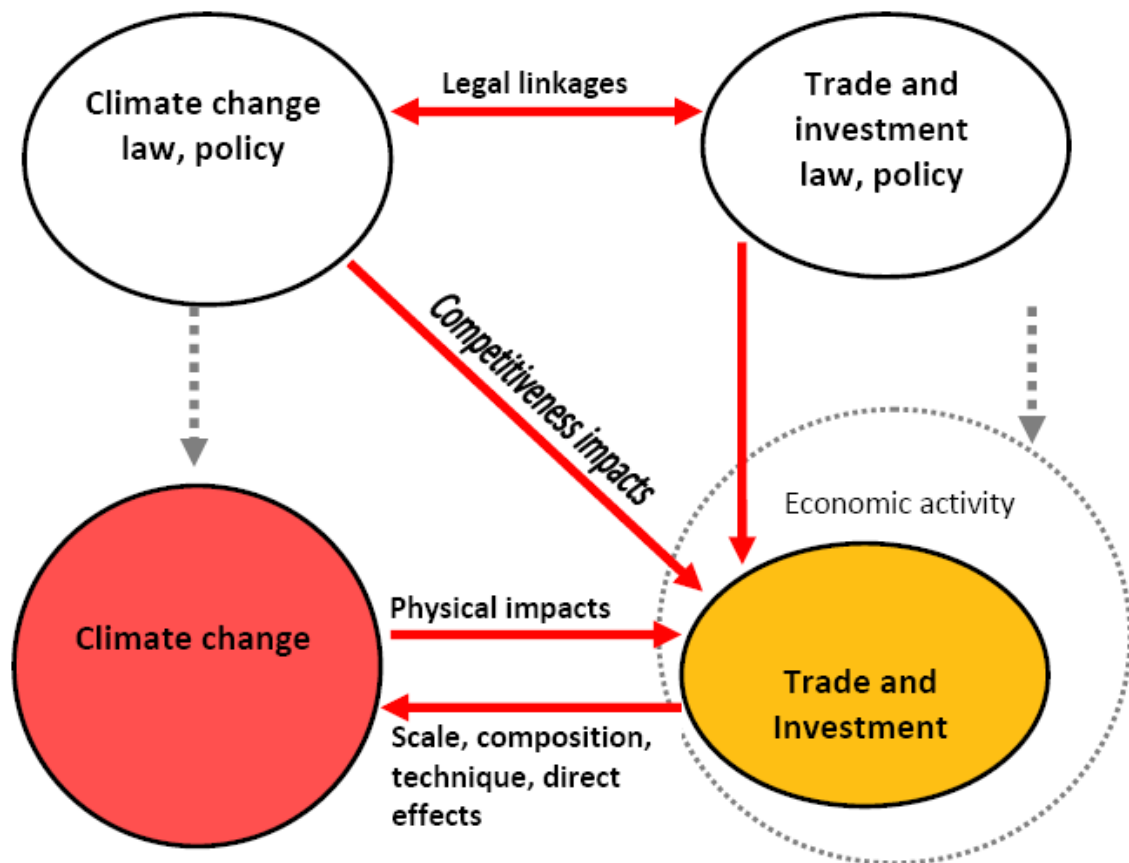 Climate change
law, policy
Legal linkages
Trade and
investment
law, policy
Competitiveness impacts
Economic activity
Climate change
Physical impacts
Trade and
Investment
Scale, composition,
technique, direct
effects